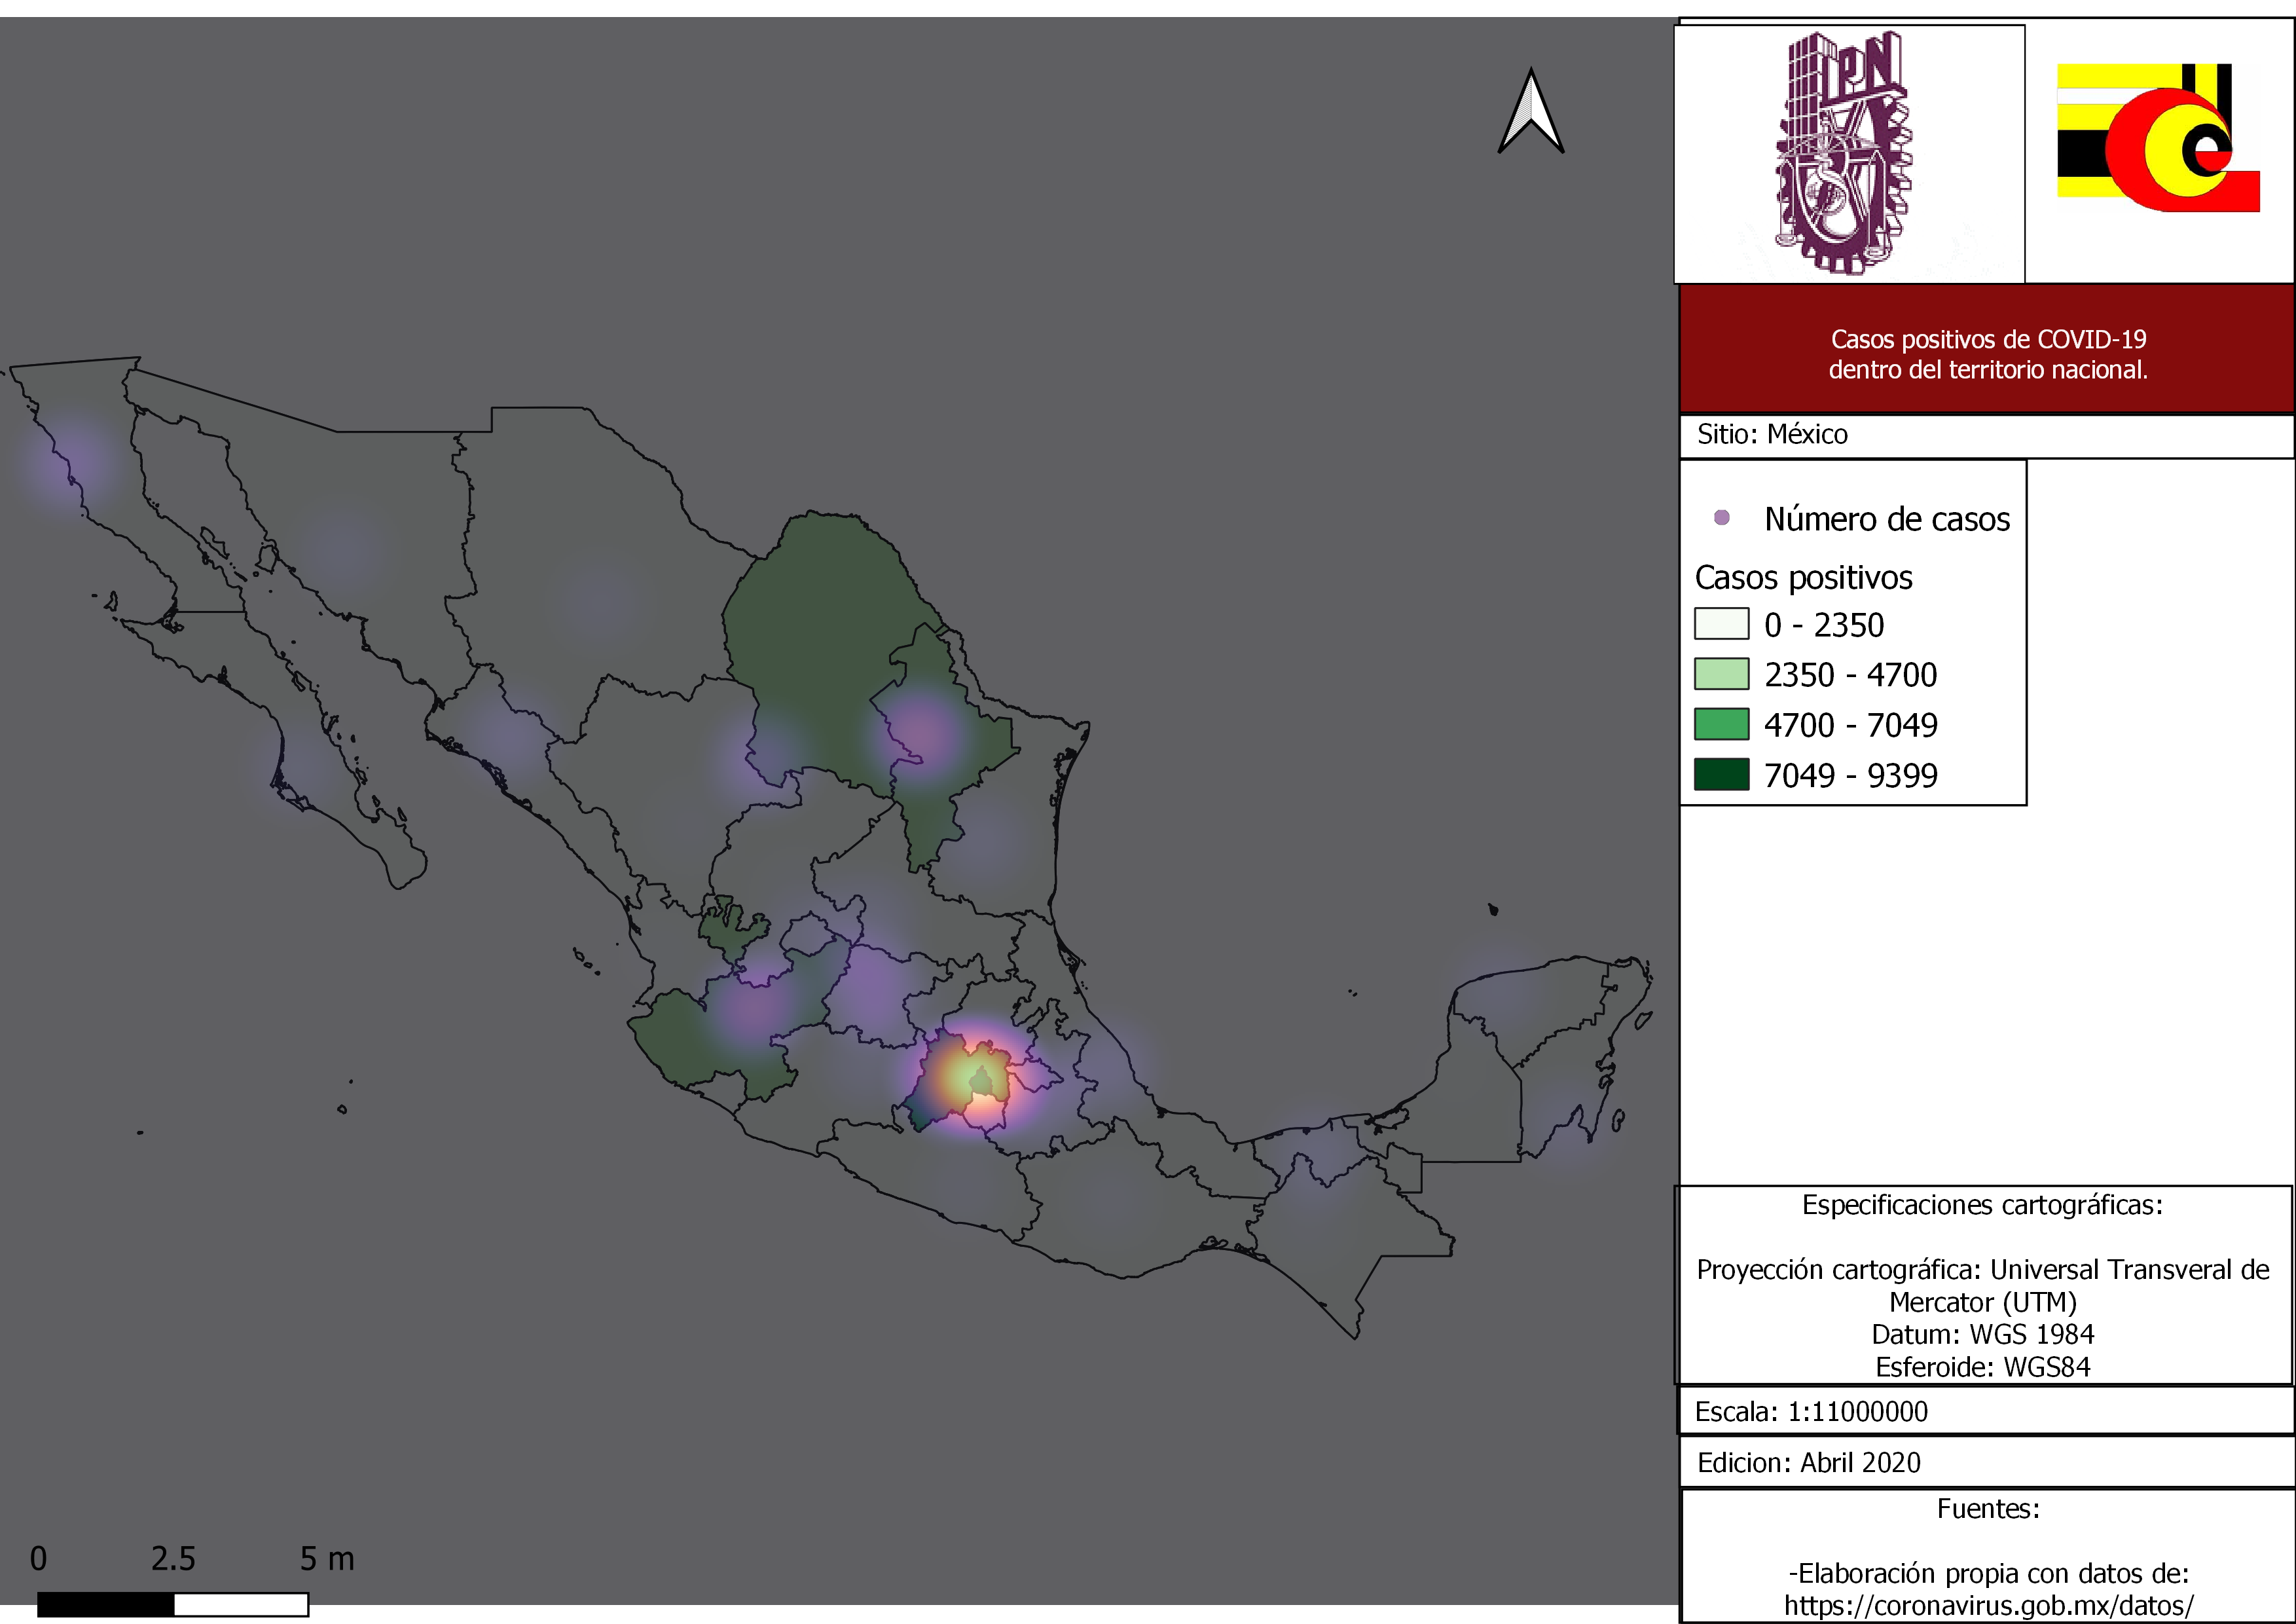 IPN
Casos positivos de COVID-19
dentro del territorio nacional.
Sitio: México
Número de casos
Casos positivos
0 - 2350
2350 - 4700
4700 - 7049
7049 - 9399
Especificaciones cartográficas:
Proyección cartográfica: Universal Transveral de
Mercator (UTM)
Datum: WGS 1984
Esferoide: WGS84
Escala: 1:11000000
Edicion: Abril 2020
Fuentes:
-Elaboración propia con datos de:
https://coronavirus.gob.mx/datos/
0 2.5 5 m